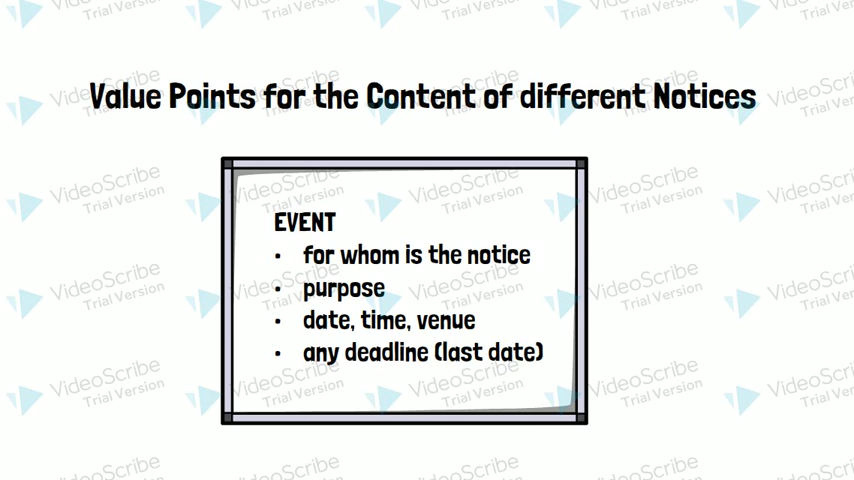 Value Points for the Content of different Notices
EVENT
• for whom is the notice
• purpose
• date, time, venue
• any deadline (last date)
VideoScribe
Trial Version